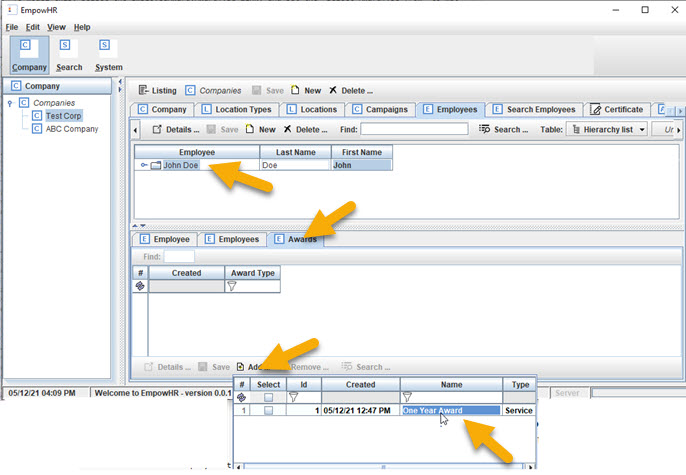 EmpowHR
File Edit View Help
C S S
Company Search System
C Company
Companies
C Test Corp
C ABC Company
Listing C Companies Save New Delete ...
C Company L Location Types L Locations C Campaigns E Employees E Search Employees Certificate
Details ... Save New Delete ... Find: Search ... Table: Hierarchy list
Employee Last Name First Name
John Doe Doe John
E Employee E Employees E Awards
Find:
# Created Award Type
Details ... Save Add Remove ... Search ...
# Select Id Created Name Type
1 1 05/12/21 12:47 PM One Year Award Service
05/12/21 04:09 PM Welcome to EmpowHR - version 0.0.1 Server